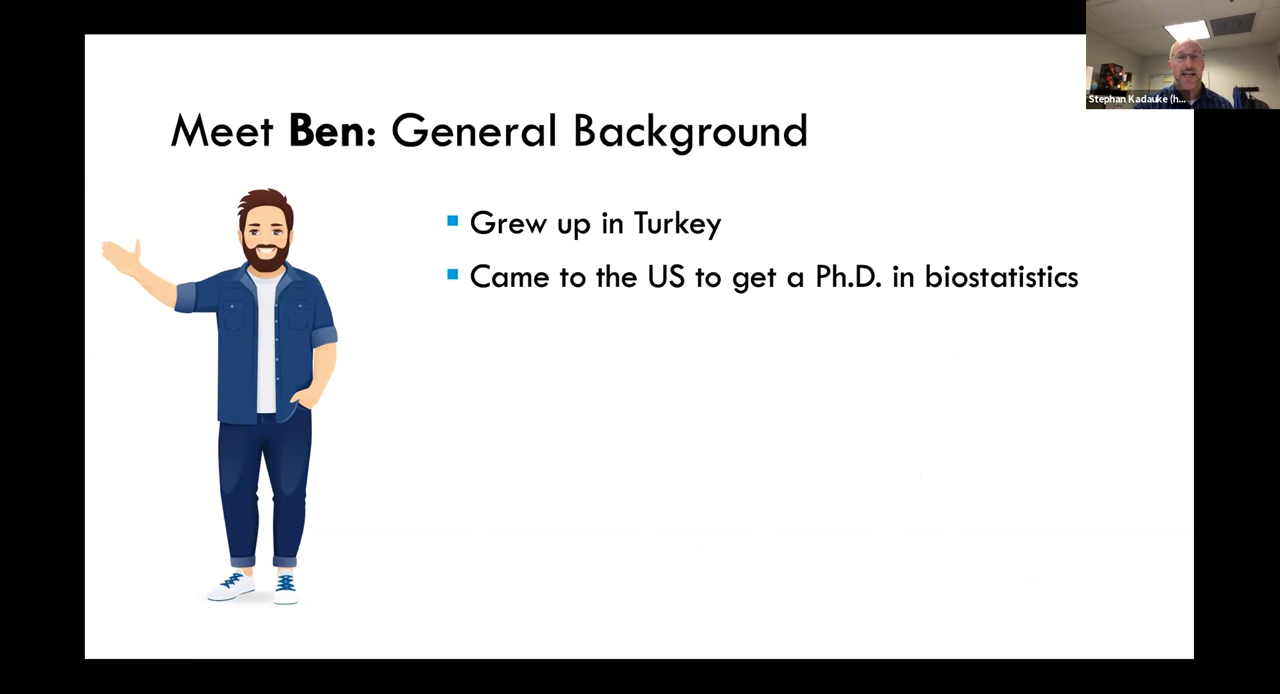 Stephan Kadauke (h...
Meet Ben: General Background
Grew up in Turkey
Came to the US to get a Ph.D. in biostatistics